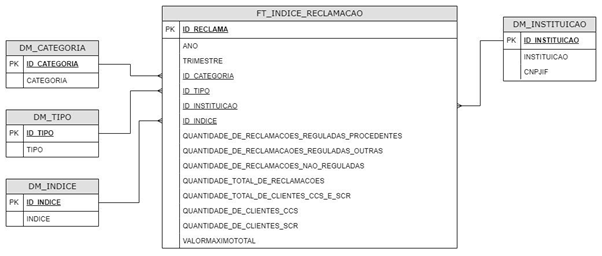 DM_CATEGORIA
PK ID_CATEGORIA
CATEGORIA
DM_TIPO
PK ID_TIPO
TIPO
DM_INDICE
PK ID_INDICE
INDICE
FT_INDICE_RECLAMACAO
PK ID_RECLAMA
ANO
TRIMESTRE
ID_CATEGORIA
ID_TIPO
ID_INSTITUICAO
ID_INDICE
QUANTIDADE_DE_RECLAMACOES_REGULADAS_PROCEDENTES
QUANTIDADE_DE_RECLAMACAOES_REGULADAS_OUTRAS
QUANTIDADE_DE_RECLAMACOES_NAO_REGULADAS
QUANTIDADE_TOTAL_DE_RECLAMACOES
QUANTIDADE_TOTAL_DE_CLIENTES_CCS_E_SCR
QUANTIDADE_DE_CLIENTES_CCS
QUANTIDADE_DE_CLIENTES_SCR
VALORMAXIMOTOTAL
DM_INSTITUICAO
PK ID_INSTITUICAO
INSTITUICAO
CNPJIF